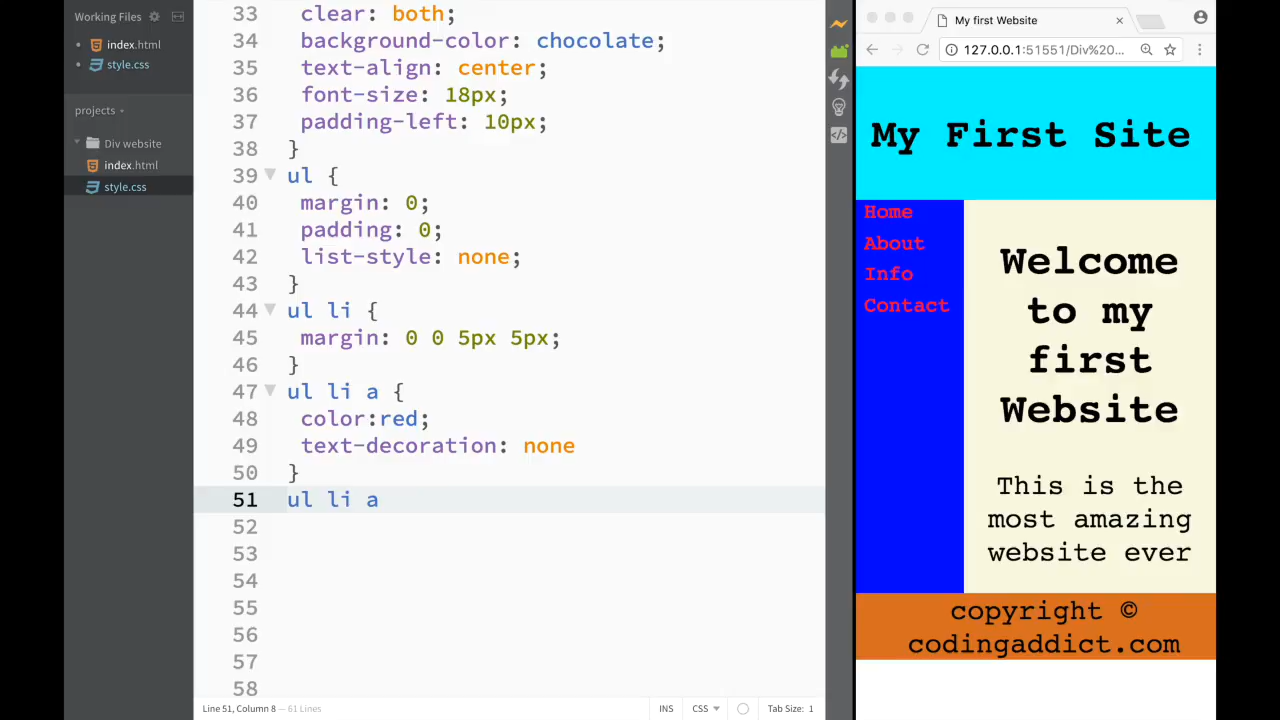 Working Files
index.html
style.css
projects
Div website
index.html
style.css
33 clear: both;
34 background-color: chocolate;
35 text-align: center;
36 font-size: 18px;
37 padding-left: 10px;
38 }
39 ul {
40 margin: 0;
41 padding: 0;
42 list-style: none;
43 }
44 ul li {
45 margin: 0 0 5px 5px;
46 }
47 ul li a {
48 color:red;
49 text-decoration: none
50 }
51 ul li a
52
53
54
55
56
57
58
Line 51, Column 8 — 61 Lines
INS CSS Tab Size: 1
My first Website
127.0.0.1:51551/Div%20...
My First Site
Home
About
Info
Contact
Welcome
to my
first
Website
This is the
most amazing
website ever
copyright ©
codingaddict.com